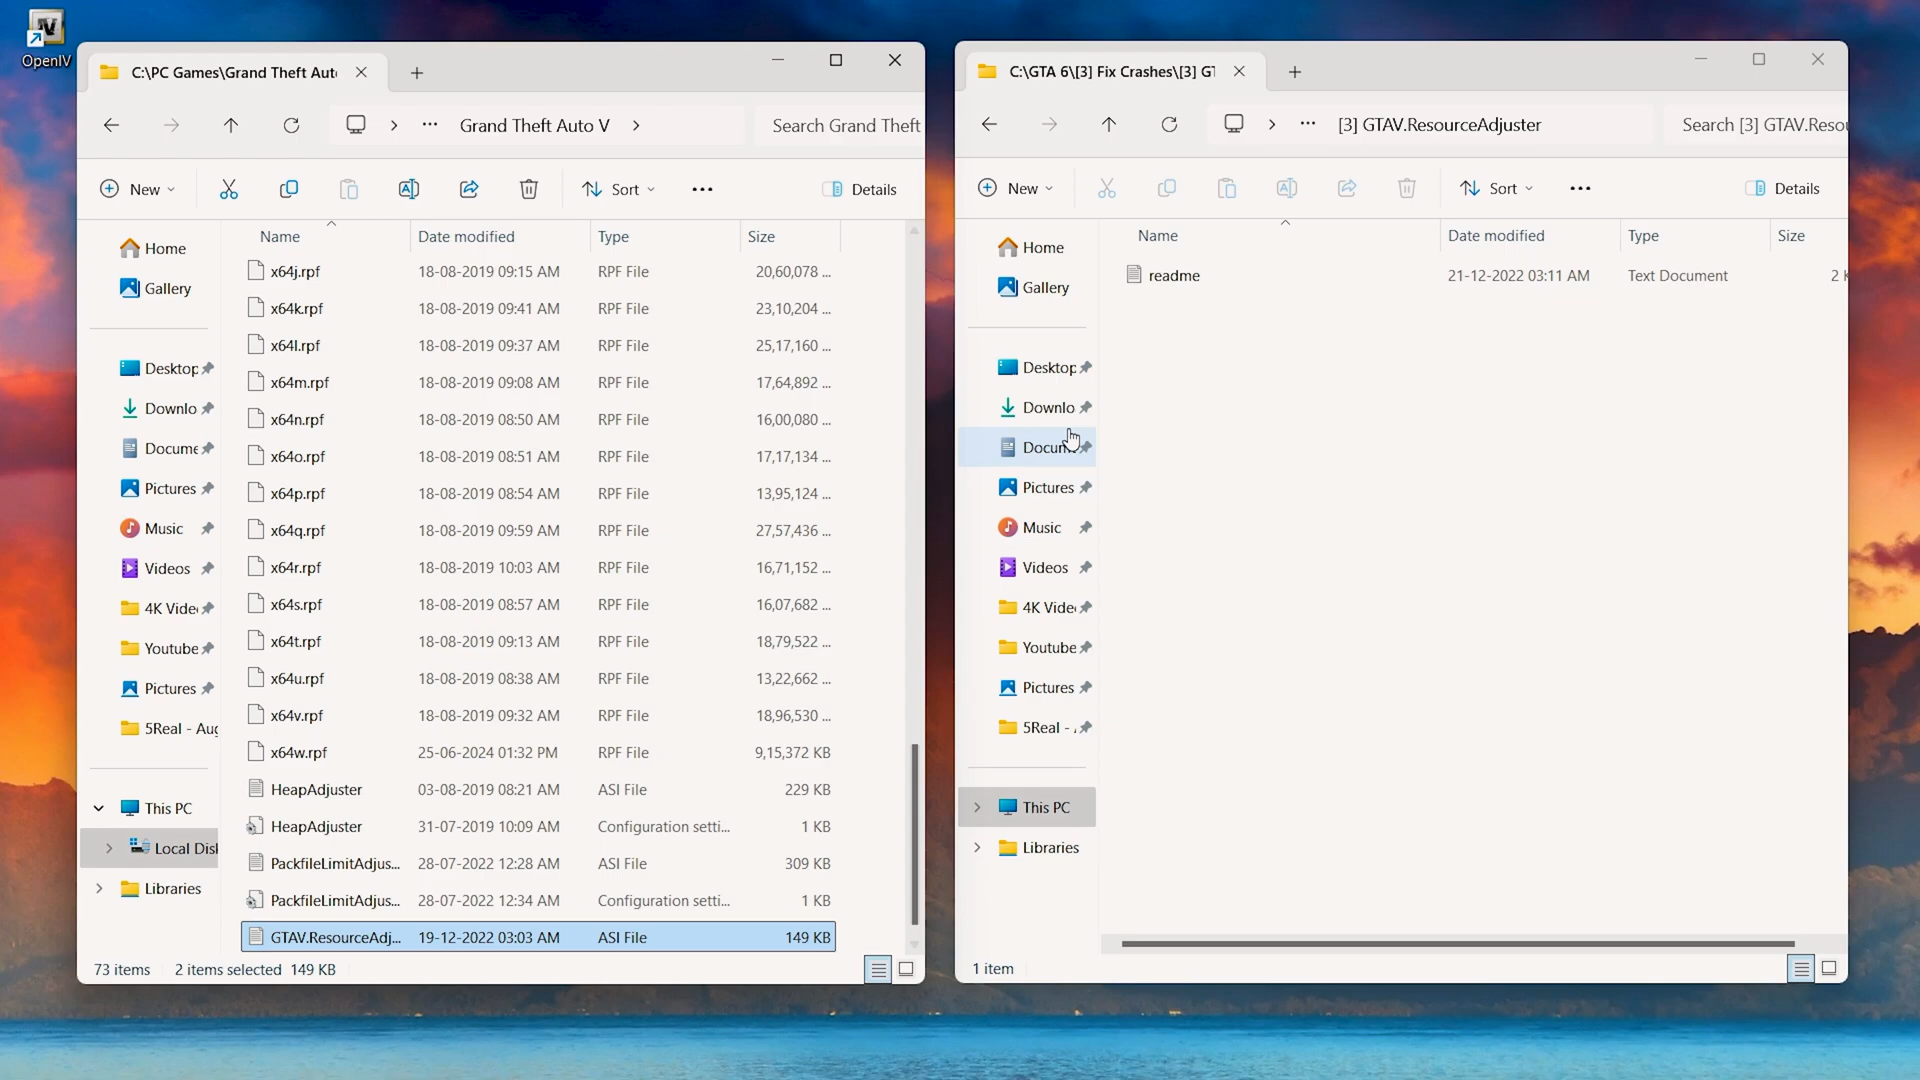 OpenIV
C:\PC Games\Grand Theft Aut
Grand Theft Auto V
Search Grand Theft
New
Sort
Details
Home
Gallery
Desktop
Downlo
Docume
Pictures
Music
Videos
4K Vide
Youtube
Pictures
5Real - Aug
This PC
Local Disk
Libraries
Name Date modified Type Size
x64j.rpf 18-08-2019 09:15 AM RPF File 20,60,078 ...
x64k.rpf 18-08-2019 09:41 AM RPF File 23,10,204 ...
x64l.rpf 18-08-2019 09:37 AM RPF File 25,17,160 ...
x64m.rpf 18-08-2019 09:08 AM RPF File 17,64,892 ...
x64n.rpf 18-08-2019 08:50 AM RPF File 16,00,080 ...
x64o.rpf 18-08-2019 08:51 AM RPF File 17,17,134 ...
x64p.rpf 18-08-2019 08:54 AM RPF File 13,95,124 ...
x64q.rpf 18-08-2019 09:59 AM RPF File 27,57,436 ...
x64r.rpf 18-08-2019 10:03 AM RPF File 16,71,152 ...
x64s.rpf 18-08-2019 08:57 AM RPF File 16,07,682 ...
x64t.rpf 18-08-2019 09:13 AM RPF File 18,79,522 ...
x64u.rpf 18-08-2019 08:38 AM RPF File 13,22,662 ...
x64v.rpf 18-08-2019 09:32 AM RPF File 18,96,530 ...
x64w.rpf 25-06-2024 01:32 PM RPF File 9,15,372 KB
HeapAdjuster 03-08-2019 08:21 AM ASI File 229 KB
HeapAdjuster 31-07-2019 10:09 AM Configuration setti... 1 KB
PackfileLimitAdjus... 28-07-2022 12:28 AM ASI File 309 KB
PackfileLimitAdjus... 28-07-2022 12:34 AM Configuration setti... 1 KB
GTAV.ResourceAdj... 19-12-2022 03:03 AM ASI File 149 KB
73 items 2 items selected 149 KB
C:\GTA 6\[3] Fix Crashes\[3] GT
... [3] GTAV.ResourceAdjuster
Search [3] GTAV.Resou
New
Sort
Details
Home
Gallery
Desktop
Downlo
Docum
Pictures
Music
Videos
4K Vide
Youtube
Pictures
5Real -
This PC
Libraries
Name Date modified Type Size
readme 21-12-2022 03:11 AM Text Document 2 K
1 item